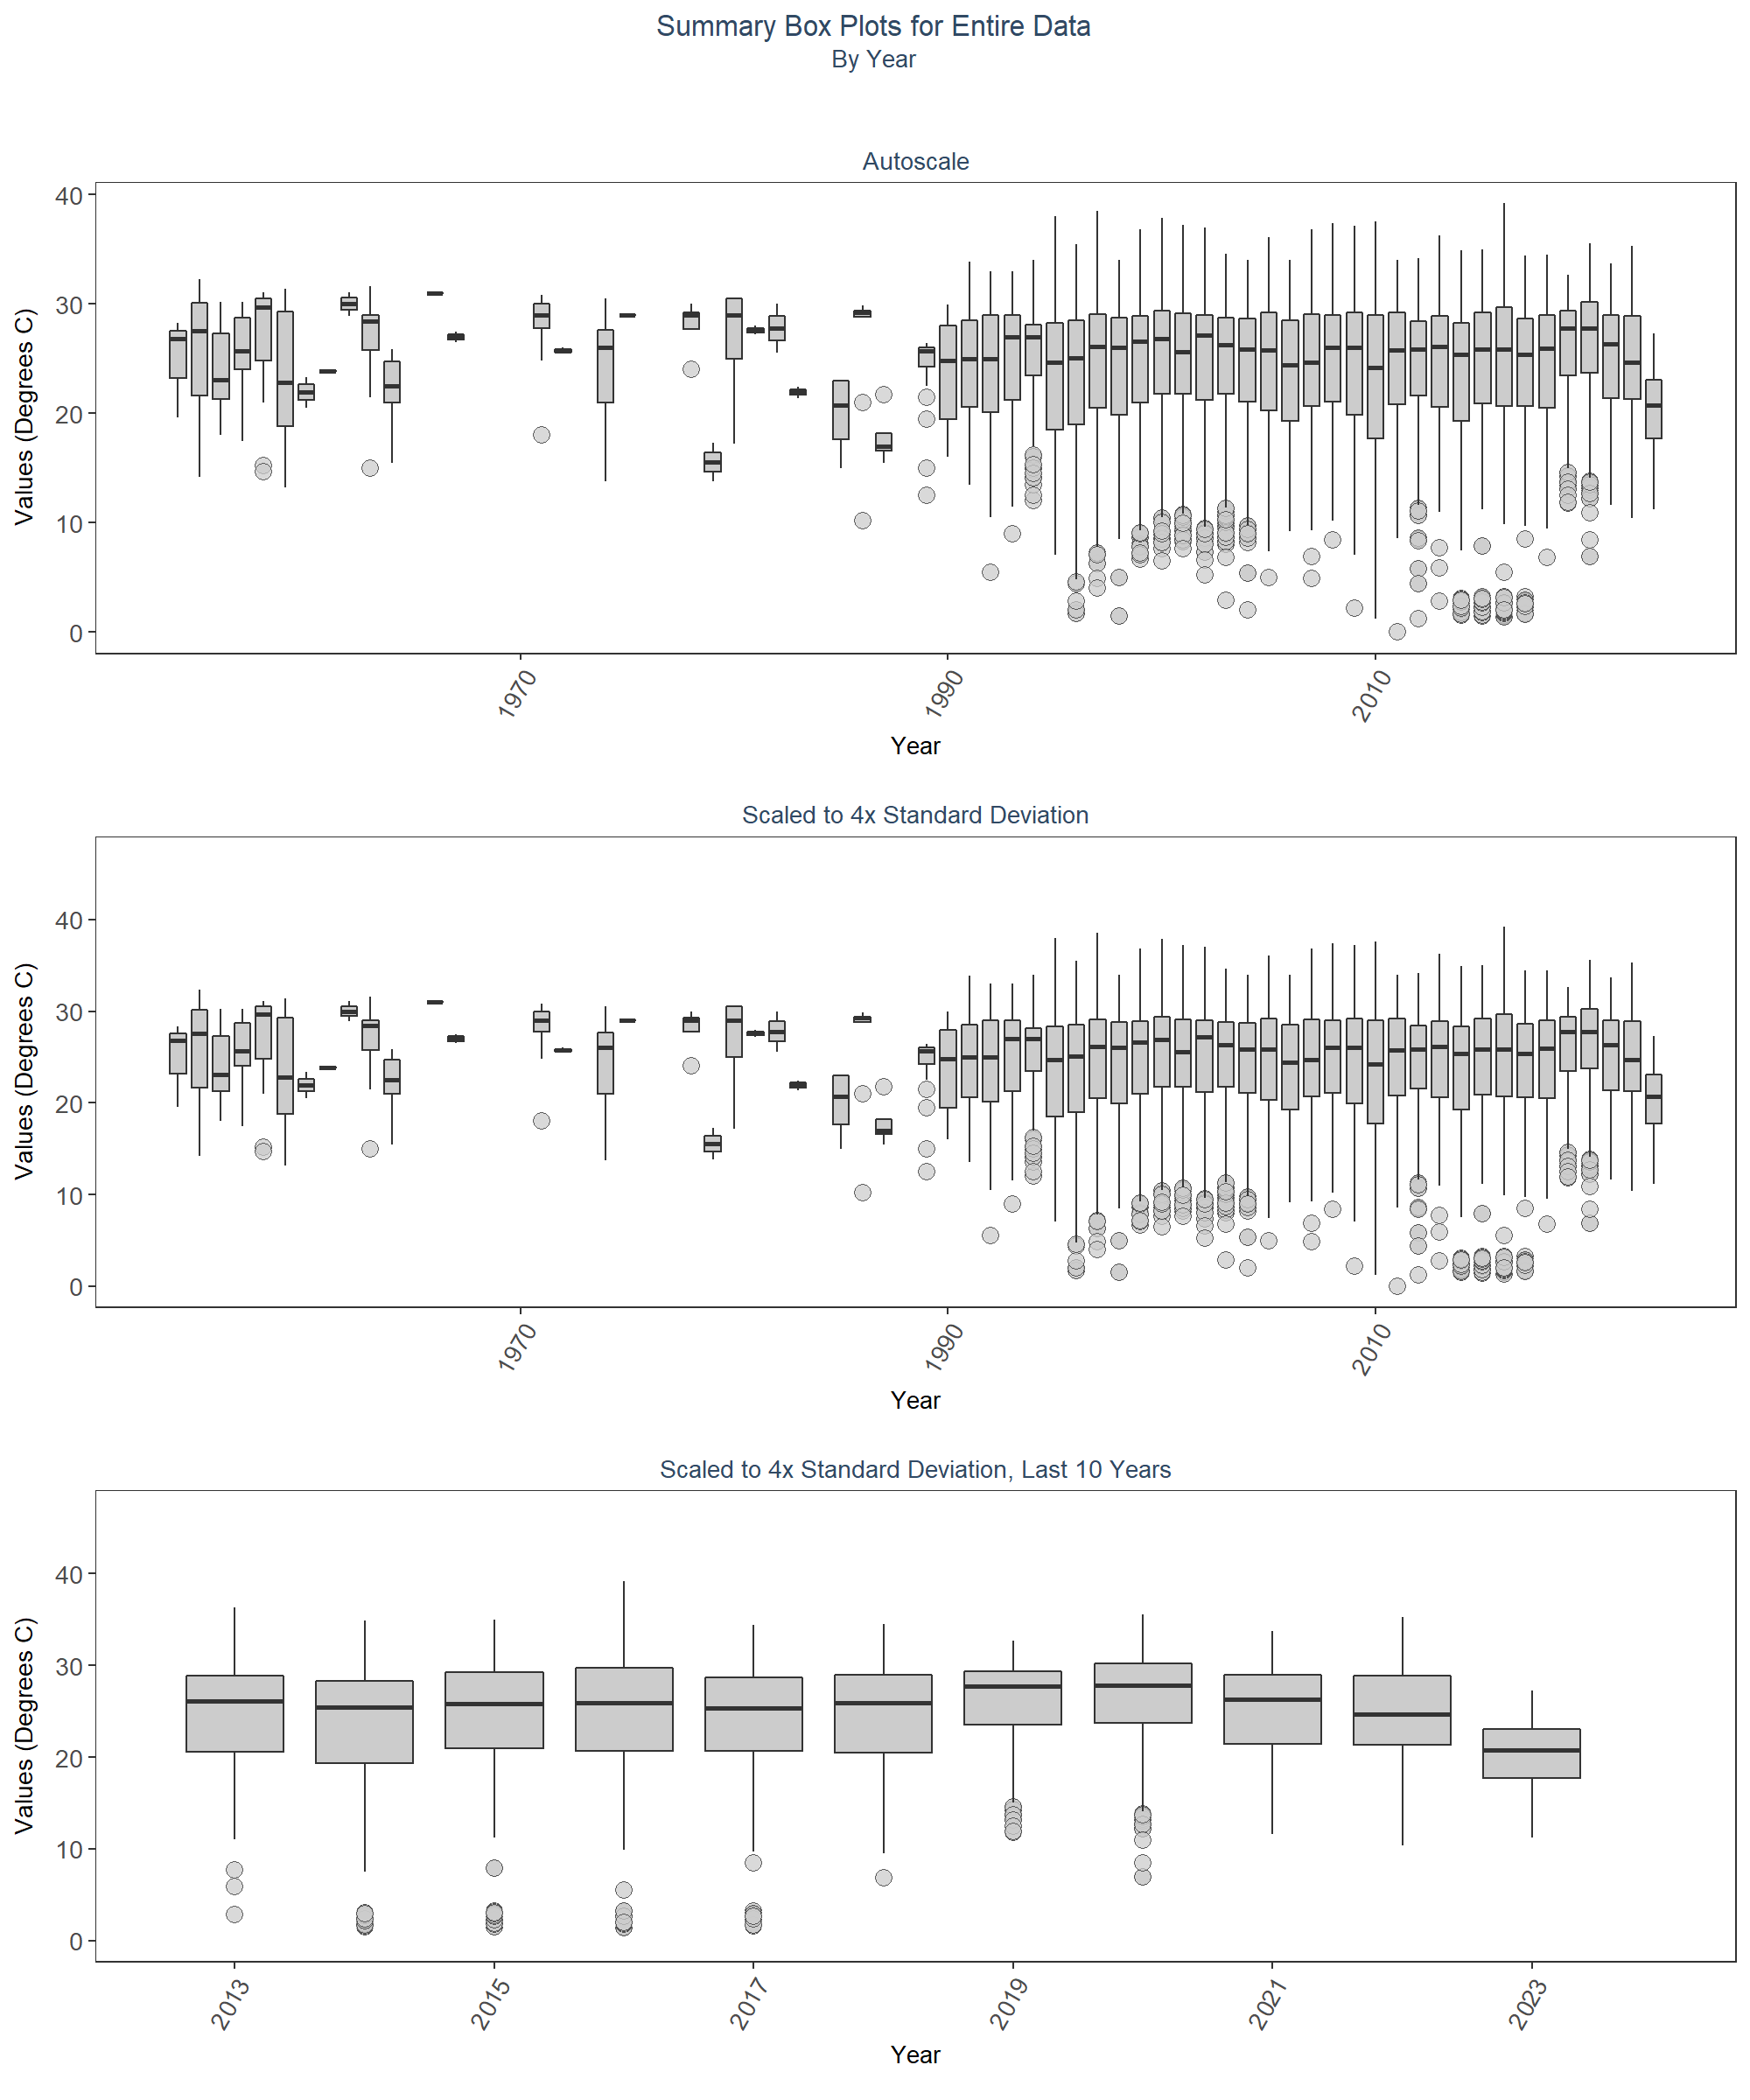 Summary Box Plots for Entire Data
By Year
Autoscale
Values (Degrees C)
40
30
20
10
0
1970
1990
2010
Year
Scaled to 4x Standard Deviation
Values (Degrees C)
40
30
20
10
0
1970
1990
2010
Year
Scaled to 4x Standard Deviation, Last 10 Years
Values (Degrees C)
40
30
20
10
0
2013
2015
2017
2019
2021
2023
Year